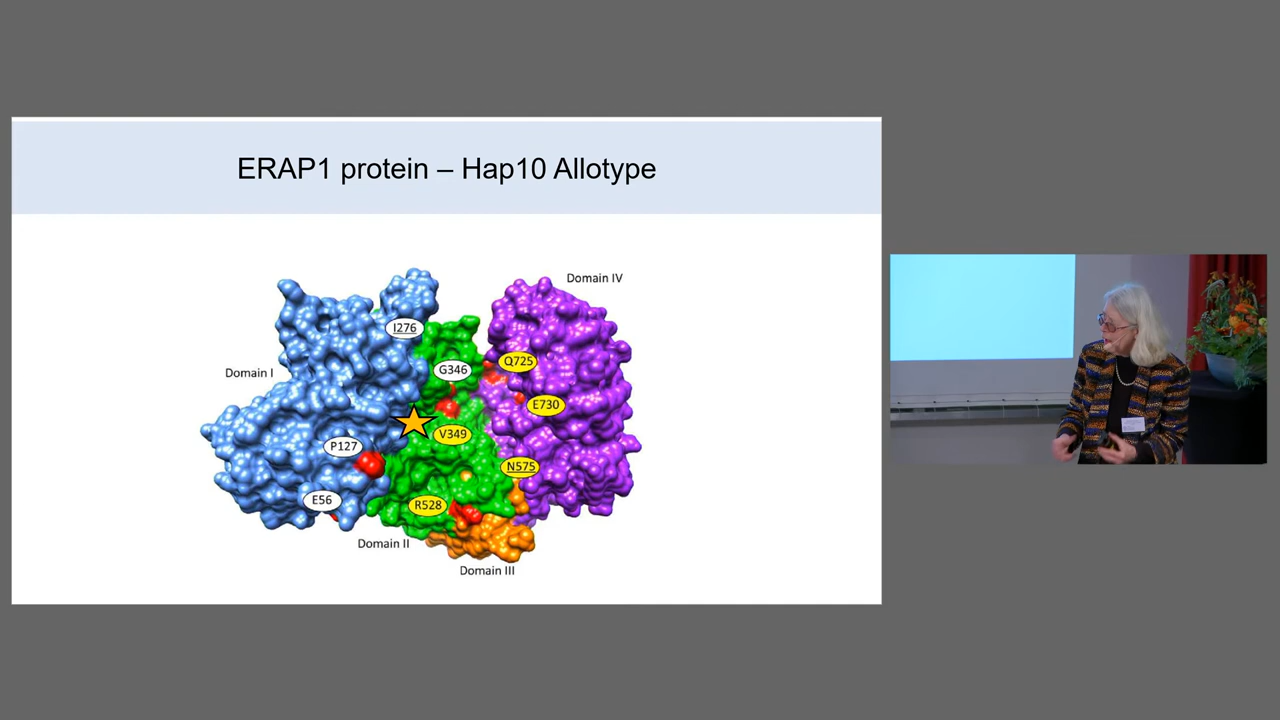 ERAP1 protein – Hap10 Allotype
Domain IV
I276
Q725
G346
Domain I
E730
V349
P127
N575
E56
R528
Domain II
Domain III